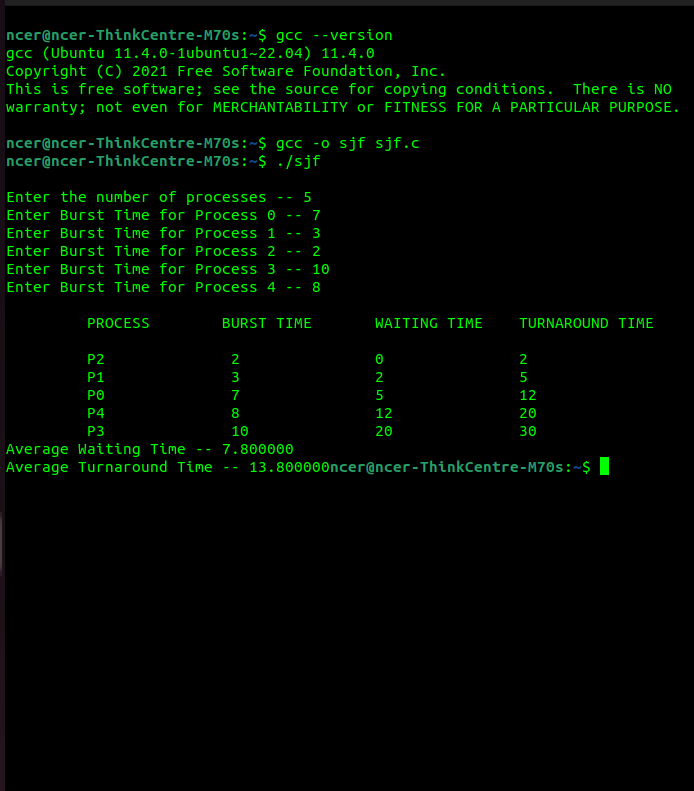 ncer@ncer-ThinkCentre-M70s:~$ gcc --version
gcc (Ubuntu 11.4.0-1ubuntu1~22.04) 11.4.0
Copyright (C) 2021 Free Software Foundation, Inc.
This is free software; see the source for copying conditions.  There is NO
warranty; not even for MERCHANTABILITY or FITNESS FOR A PARTICULAR PURPOSE.

ncer@ncer-ThinkCentre-M70s:~$ gcc -o sjf sjf.c
ncer@ncer-ThinkCentre-M70s:~$ ./sjf

Enter the number of processes -- 5
Enter Burst Time for Process 0 -- 7
Enter Burst Time for Process 1 -- 3
Enter Burst Time for Process 2 -- 2
Enter Burst Time for Process 3 -- 10
Enter Burst Time for Process 4 -- 8

         PROCESS        BURST TIME       WAITING TIME    TURNAROUND TIME

         P2              2               0               2
         P1              3               2               5
         P0              7               5               12
         P4              8               12              20
         P3              10              20              30
Average Waiting Time -- 7.800000
Average Turnaround Time -- 13.800000ncer@ncer-ThinkCentre-M70s:~$